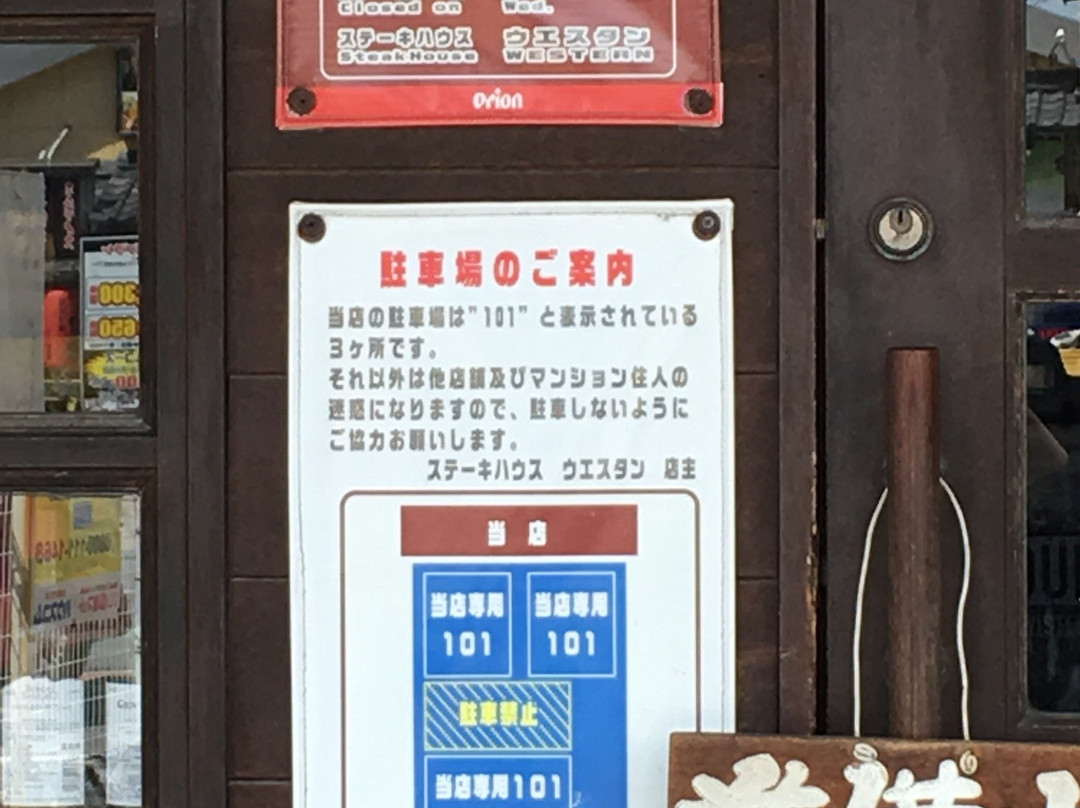 Closed on Wed.
ステーキハウス ウエスタン
Steak House WESTERN
Orion
駐車場のご案内
当店の駐車場は"101"と表示されている
3ヶ所です。
それ以外は他店舗及びマンション住人の
迷惑になりますので、駐車しないように
ご協力お願いします。
ステーキハウス ウエスタン 店主
当店
当店専用 当店専用
101 101
駐車禁止
当店専用101
準備